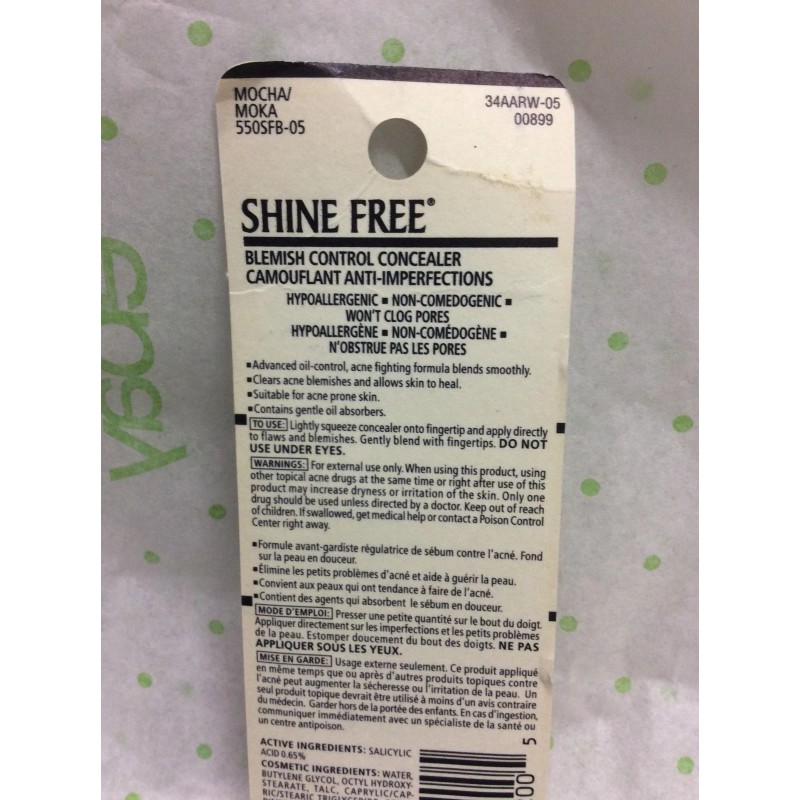 MOCHA/
MOKA
550SFB-05
34AARW-05
00899
SHINE FREE®
BLEMISH CONTROL CONCEALER
CAMOUFLANT ANTI-IMPERFECTIONS
HYPOALLERGENIC ▪ NON-COMEDOGENIC ▪
WON'T CLOG PORES
HYPOALLERGÈNE ▪ NON-COMÉDOGÈNE ▪
N'OBSTRUE PAS LES PORES
▪Advanced oil-control, acne fighting formula blends smoothly.
▪Clears acne blemishes and allows skin to heal.
▪Suitable for acne prone skin.
▪Contains gentle oil absorbers.
TO USE: Lightly squeeze concealer onto fingertip and apply directly
to flaws and blemishes. Gently blend with fingertips. DO NOT
USE UNDER EYES.
WARNINGS: For external use only. When using this product, using
other topical acne drugs at the same time or right after use of this
product may increase dryness or irritation of the skin. Only one
drug should be used unless directed by a doctor. Keep out of reach
of children. If swallowed, get medical help or contact a Poison Control
Center right away.
▪Formule avant-gardiste régulatrice de sébum contre l'acné. Fond
sur la peau en douceur.
▪Élimine les petits problèmes d'acné et aide à guérir la peau.
▪Convient aux peaux qui ont tendance à faire de l'acné.
▪Contient des agents qui absorbent le sébum en douceur.
MODE D'EMPLOI: Presser une petite quantité sur le bout du doigt.
Appliquer directement sur les imperfections et les petits problèmes
de la peau. Estomper doucement du bout des doigts. NE PAS
APPLIQUER SOUS LES YEUX.
MISE EN GARDE: Usage externe seulement. Ce produit appliqué
en même temps que ou après d'autres produits topiques contre
l'acné peut augmenter la sécheresse ou l'irritation de la peau. Un
seul produit topique devrait être utilisé à moins d'un avis contraire
du médecin. Garder hors de la portée des enfants. En cas d'ingestion,
communiquer immédiatement avec un spécialiste de la santé ou
un centre antipoison.
ACTIVE INGREDIENTS: SALICYLIC
ACID 0.65%
COSMETIC INGREDIENTS: WATER,
BUTYLENE GLYCOL, OCTYL HYDROXY-
STEARATE, TALC, CAPRYLIC/CAP-
RIC/STEARIC TRIGLYCERIDE
5
00